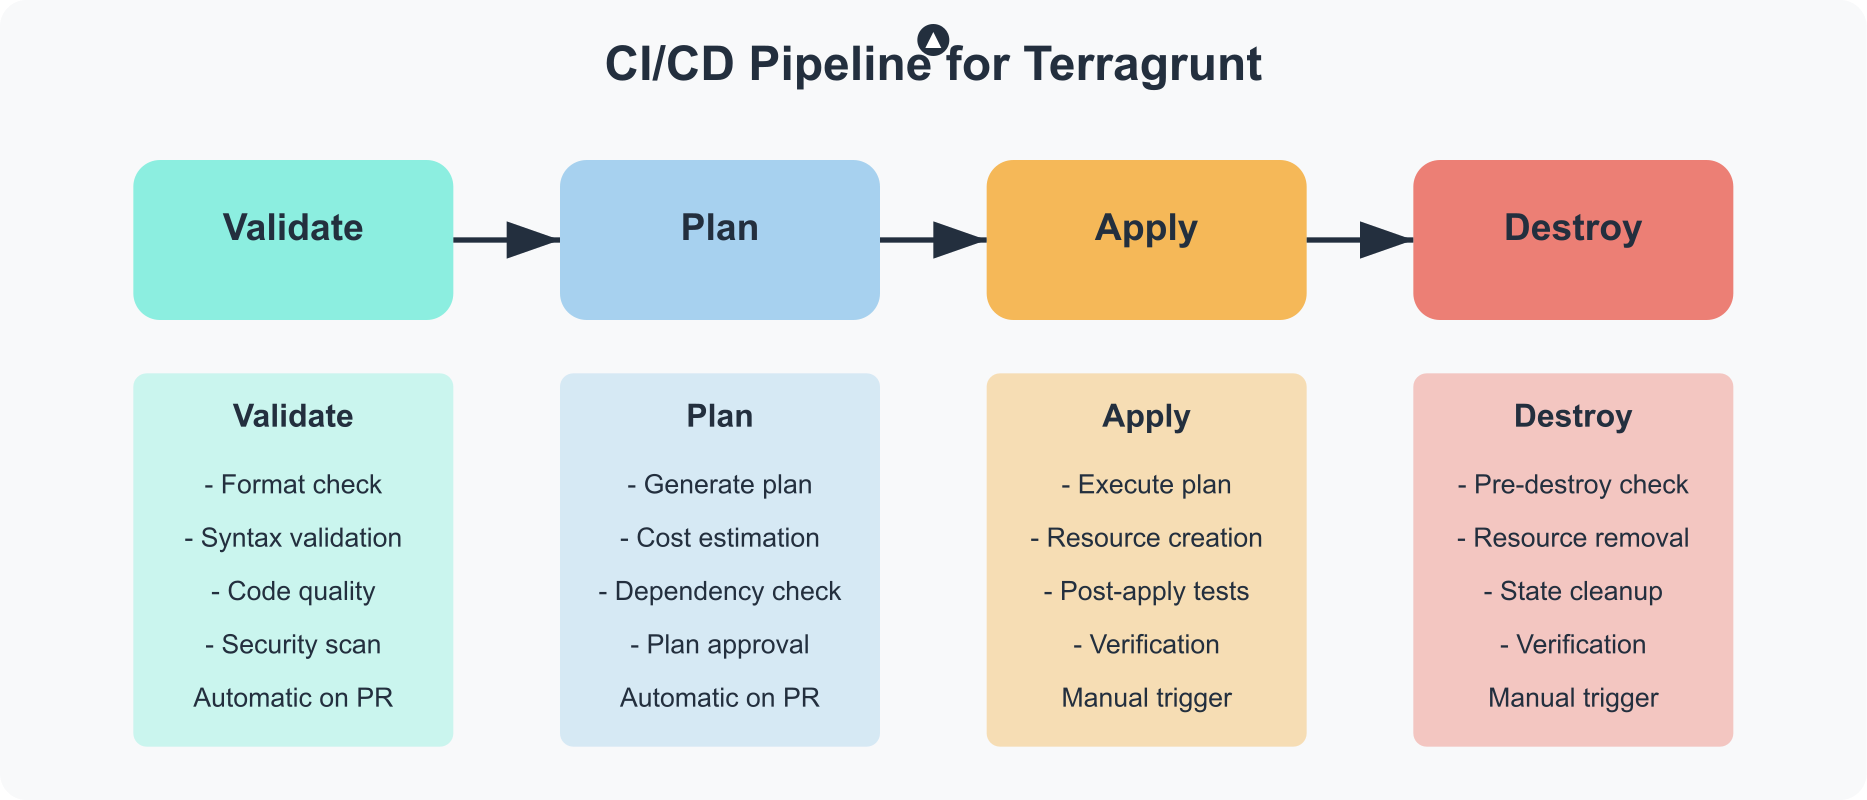 CI/CD Pipeline for Terragrunt
Validate
Plan
Apply
Destroy
Validate
- Format check
- Syntax validation
- Code quality
- Security scan
Automatic on PR
Plan
- Generate plan
- Cost estimation
- Dependency check
- Plan approval
Automatic on PR
Apply
- Execute plan
- Resource creation
- Post-apply tests
- Verification
Manual trigger
Destroy
- Pre-destroy check
- Resource removal
- State cleanup
- Verification
Manual trigger